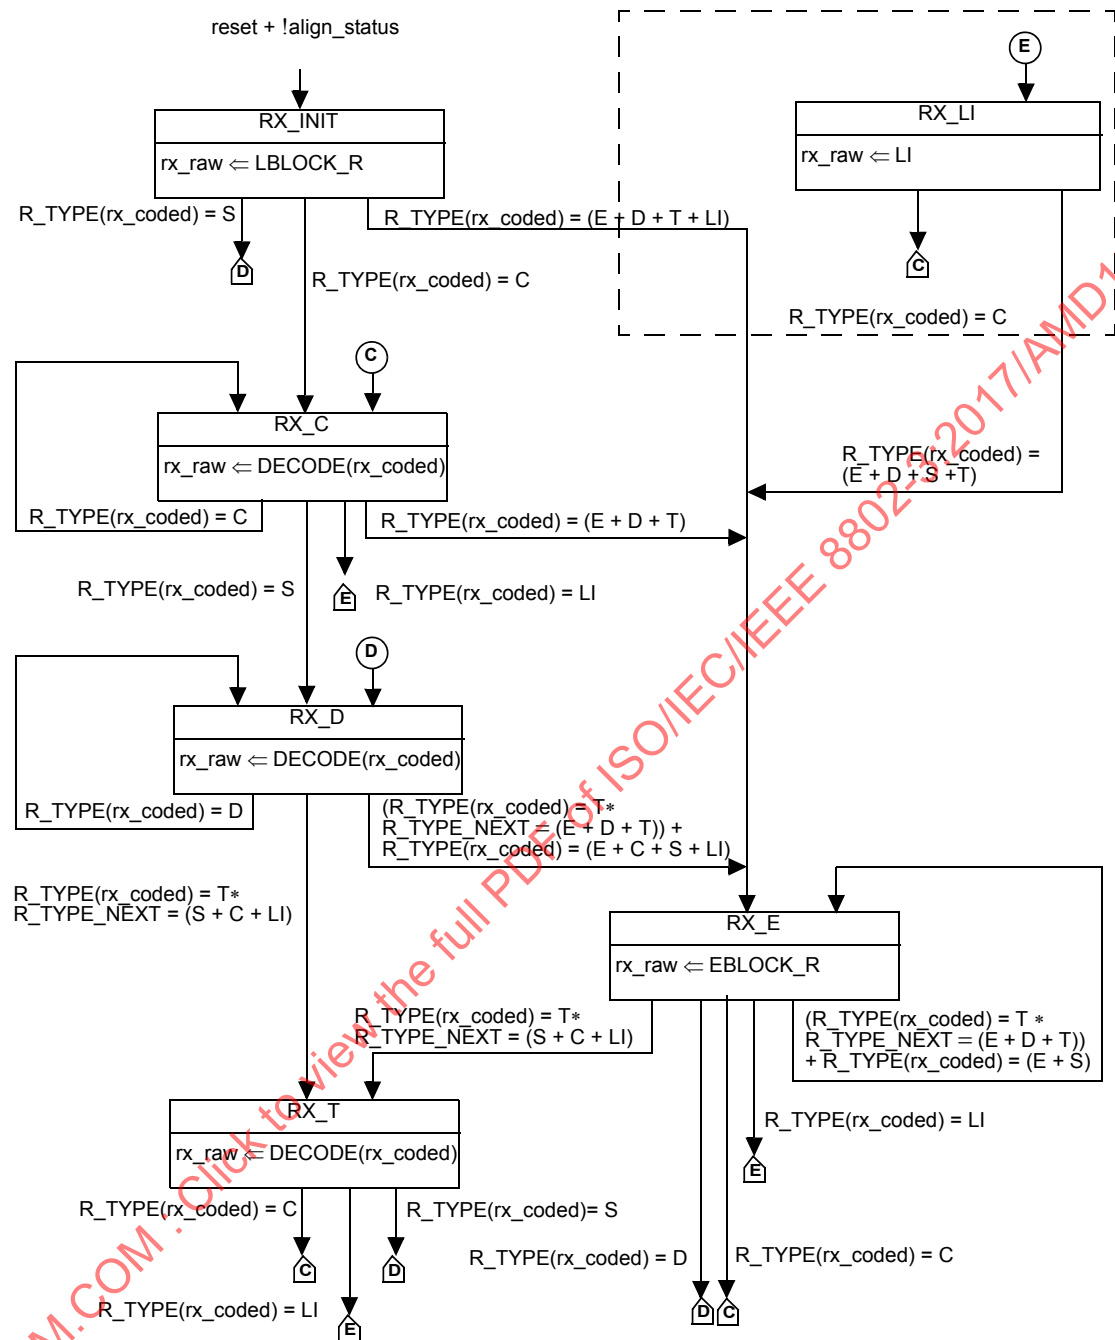 reset + !align_status
E
RX_INIT
rx_raw ⇐ LBLOCK_R
RX_LI
rx_raw ⇐ LI
R_TYPE(rx_coded) = S
R_TYPE(rx_coded) = (E + D + T + LI)
D
C
R_TYPE(rx_coded) = C
R_TYPE(rx_coded) = C
C
RX_C
rx_raw ⇐ DECODE(rx_coded)
R_TYPE(rx_coded) =
(E + D + S +T)
R_TYPE(rx_coded) = C
R_TYPE(rx_coded) = (E + D + T)
R_TYPE(rx_coded) = S
E
R_TYPE(rx_coded) = LI
D
RX_D
rx_raw ⇐ DECODE(rx_coded)
R_TYPE(rx_coded) = D
(R_TYPE(rx_coded) = T*
R_TYPE_NEXT = (E + D + T)) +
R_TYPE(rx_coded) = (E + C + S + LI)
R_TYPE(rx_coded) = T*
R_TYPE_NEXT = (S + C + LI)
RX_E
rx_raw ⇐ EBLOCK_R
R_TYPE(rx_coded) = T*
R_TYPE_NEXT = (S + C + LI)
(R_TYPE(rx_coded) = T *
R_TYPE_NEXT = (E + D + T))
+ R_TYPE(rx_coded) = (E + S)
RX_T
rx_raw ⇐ DECODE(rx_coded)
R_TYPE(rx_coded) = LI
E
R_TYPE(rx_coded) = C
R_TYPE(rx_coded)= S
C
D
R_TYPE(rx_coded) = D
R_TYPE(rx_coded) = C
R_TYPE(rx_coded) = LI
E
D
C
M.COM : Click to view the full PDF of ISO/IEC/IEEE 8802-3:2017/AMD1